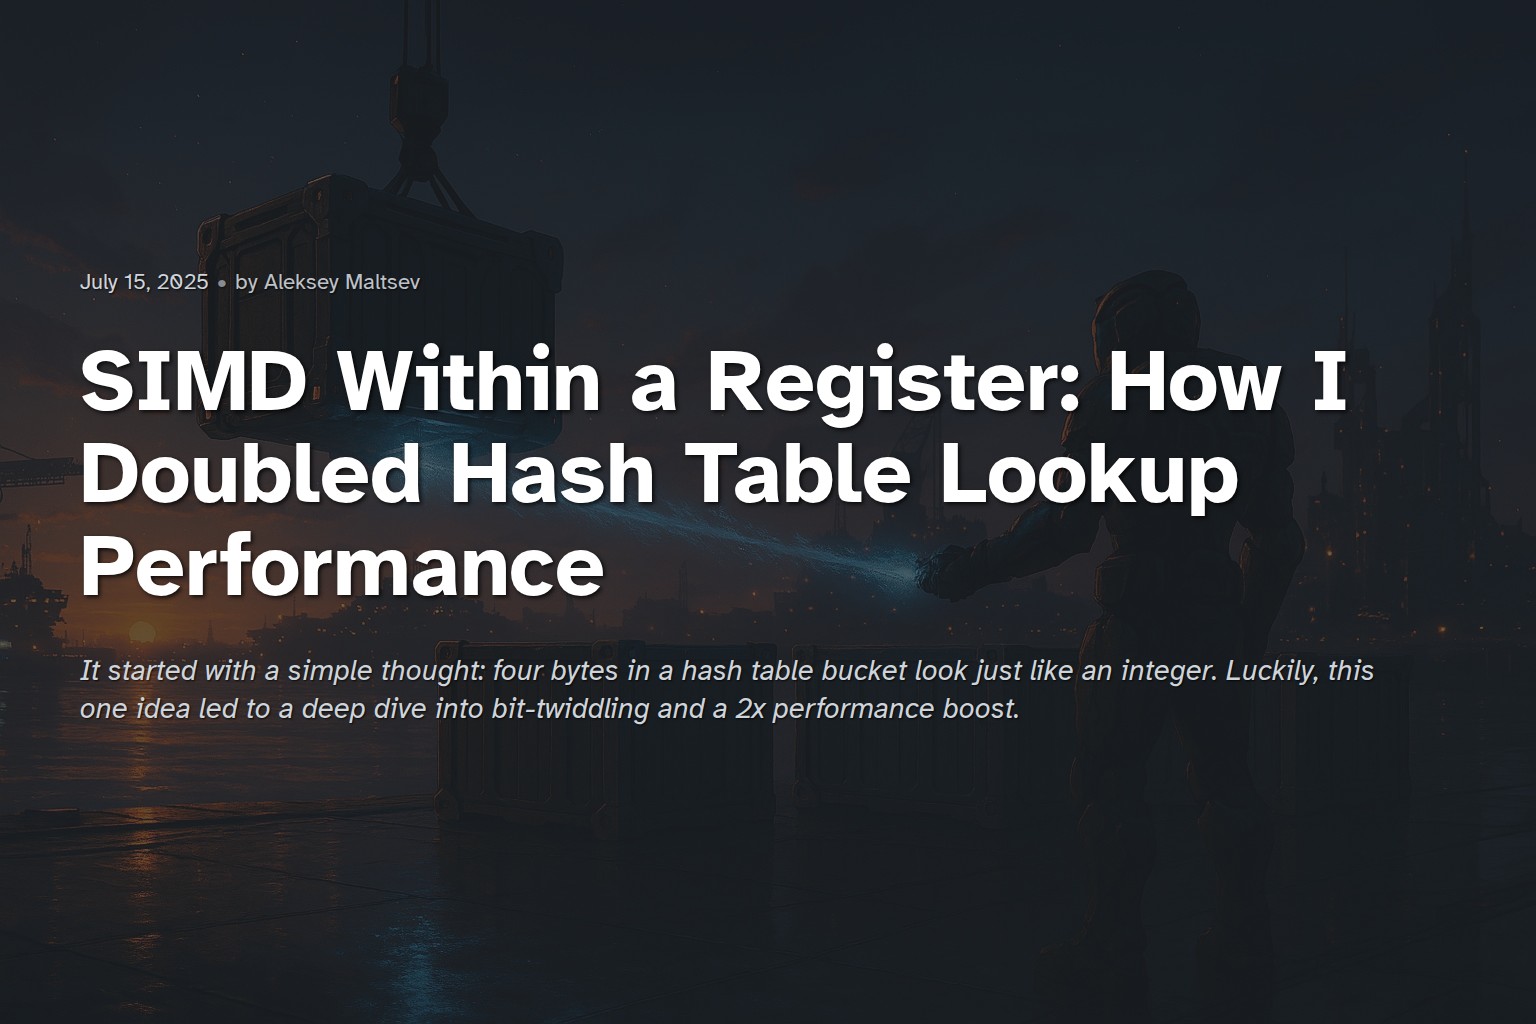 July 15, 2025 • by Aleksey Maltsev
SIMD Within a Register: How I
Doubled Hash Table Lookup
Performance
It started with a simple thought: four bytes in a hash table bucket look just like an integer. Luckily, this
one idea led to a deep dive into bit-twiddling and a 2x performance boost.